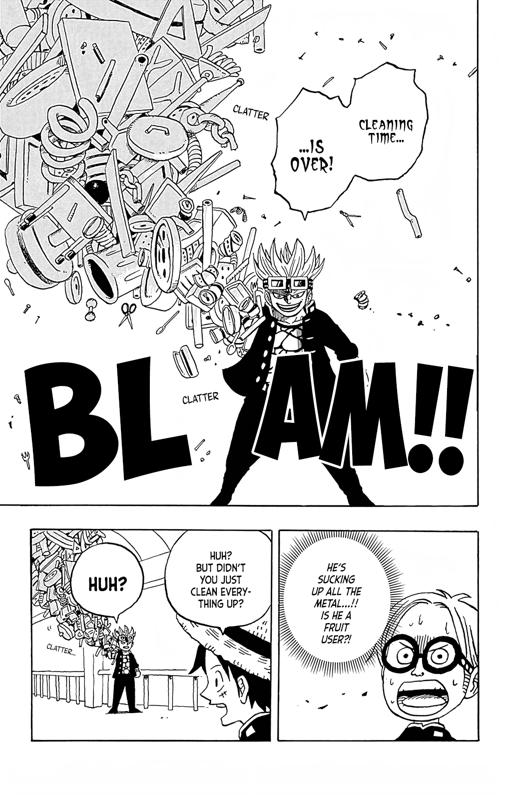 CLATTER
CLEANING
TIME...
...IS
OVER!
CLATTER
BLAM!!
HE'S
SUCKING
UP ALL THE
METAL...!!
IS HE A
FRUIT
USER?!
HUH?
BUT DIDN'T
YOU JUST
CLEAN EVERY-
THING UP?
HUH?
CLATTER...